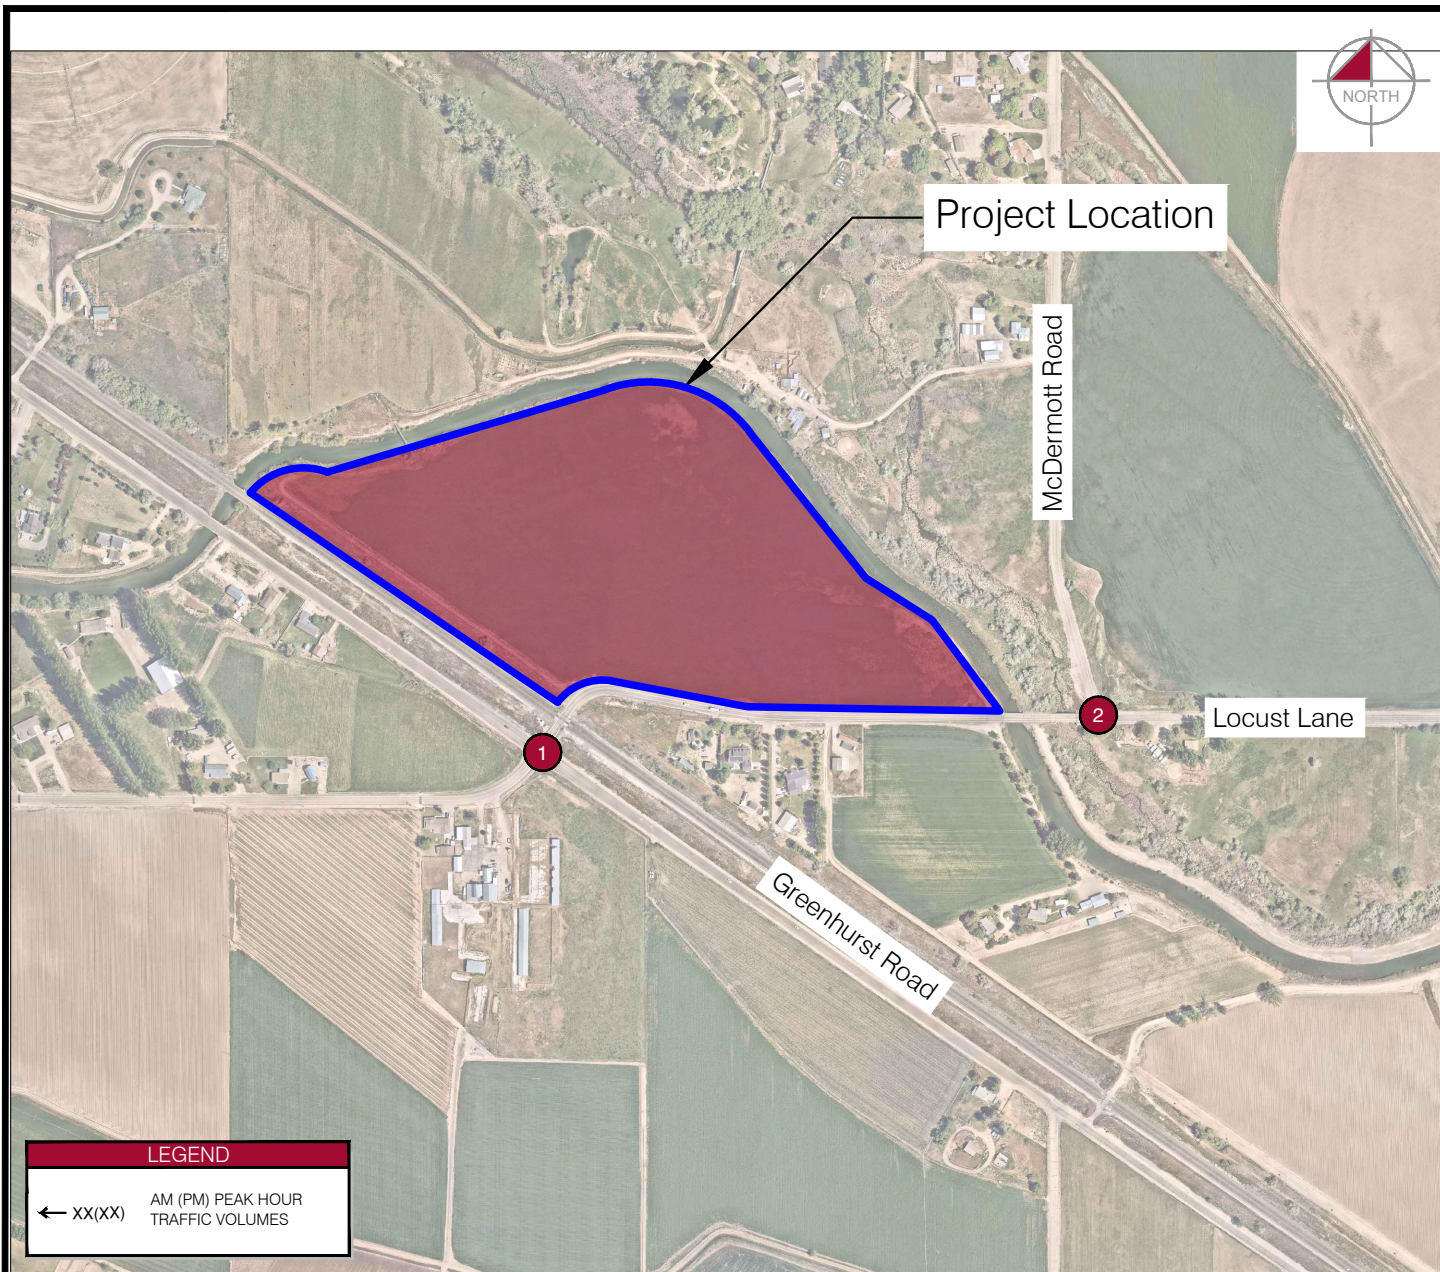 NORTH
Project Location
McDermott Road
2
Locust Lane
1
Greenhurst Road
LEGEND
XX(XX)
AM (PM) PEAK HOUR
TRAFFIC VOLUMES